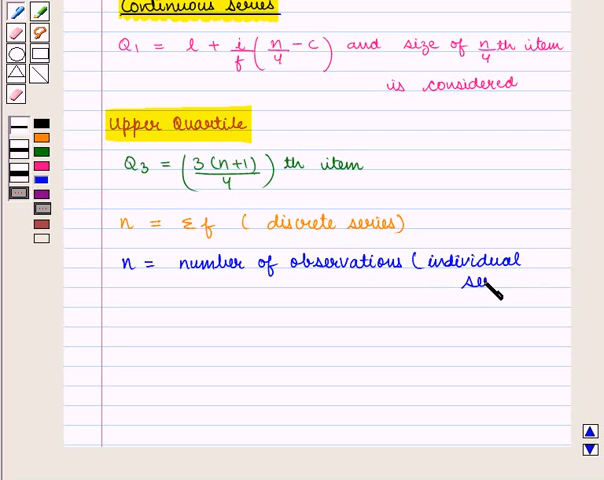 Continuous Series
Q₁ = l + i/f (n/4 - C) and size of n/4 th item
is considered
Upper Quartile
Q₃ = (3(n+1)/4) th item
n = Σf ( discrete series)
n = number of observations ( individual
se